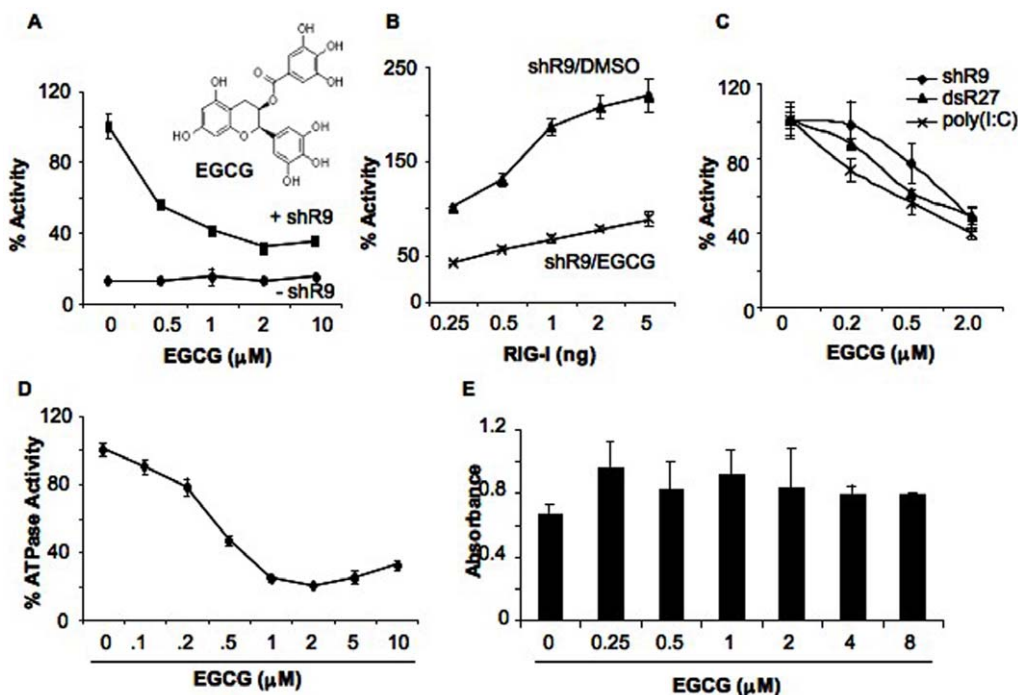 A
OH
OH
OH
O
O
OH
HO
O
OH
OH
OH
EGCG
+ shR9
- shR9
120
80
40
0
% Activity
0 0.5 1 2 10
EGCG (μM)
B
shR9/DMSO
shR9/EGCG
250
150
50
0
% Activity
0.25 0.5 1 2 5
RIG-I (ng)
C
shR9
dsR27
poly(I:C)
120
80
40
0
% Activity
0 0.2 0.5 2.0
EGCG (μM)
D
120
80
40
0
% ATPase Activity
0 .1 .2 .5 1 2 5 10
EGCG (μM)
E
1.2
0.8
0.4
0
Absorbance
0 0.25 0.5 1 2 4 8
EGCG (μM)